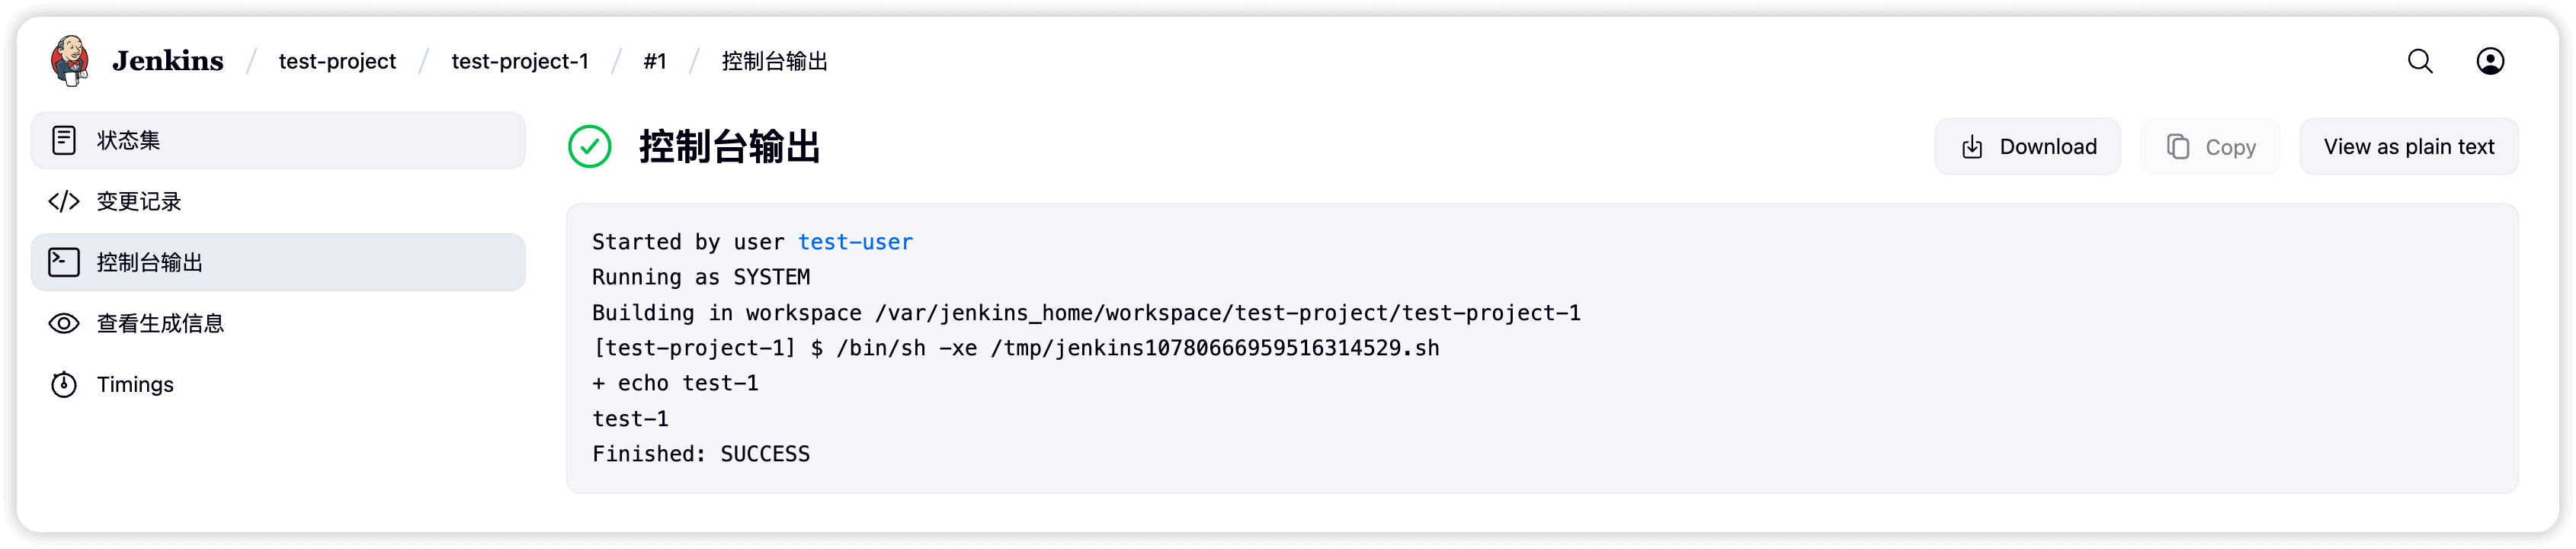 Jenkins / test-project / test-project-1 / #1 / 控制台输出
状态集
变更记录
控制台输出
查看生成信息
Timings
控制台输出
Download
Copy
View as plain text
Started by user test-user
Running as SYSTEM
Building in workspace /var/jenkins_home/workspace/test-project/test-project-1
[test-project-1] $ /bin/sh -xe /tmp/jenkins10780666959516314529.sh
+ echo test-1
test-1
Finished: SUCCESS